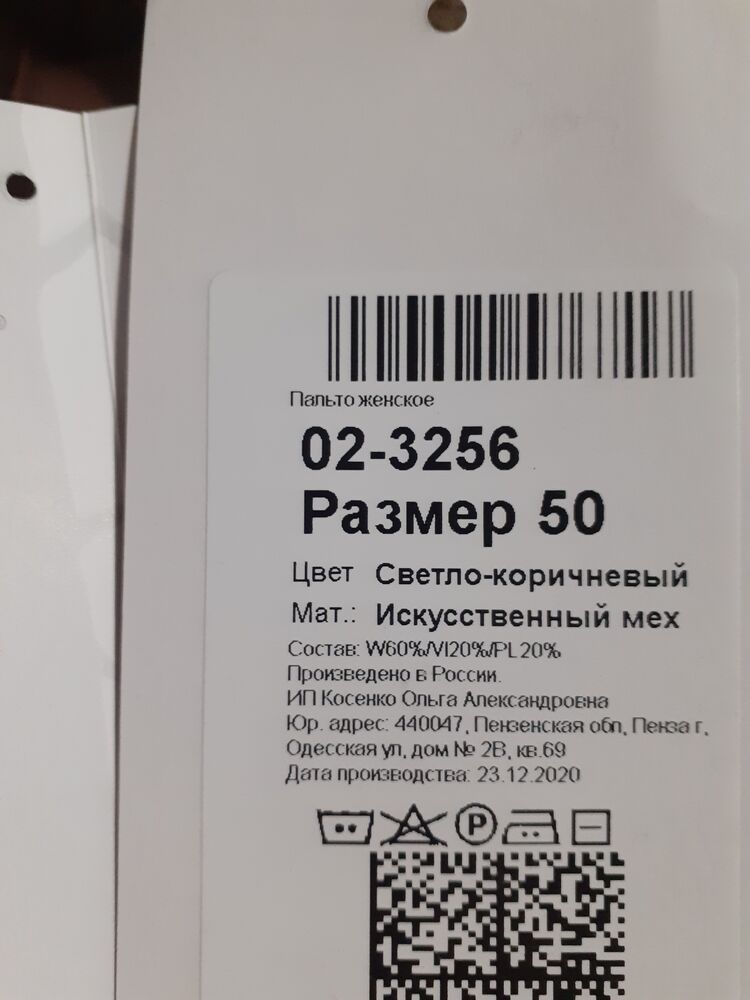 Пальто женское
02-3256
Размер 50
Цвет Светло-коричневый
Мат.: Искусственный мех
Состав: W60%/VI20%/PL20%
Произведено в России.
ИП Косенко Ольга Александровна
Юр. адрес: 440047, Пензенская обл, Пенза г,
Одесская ул, дом № 2В, кв.69
Дата производства: 23.12.2020
P